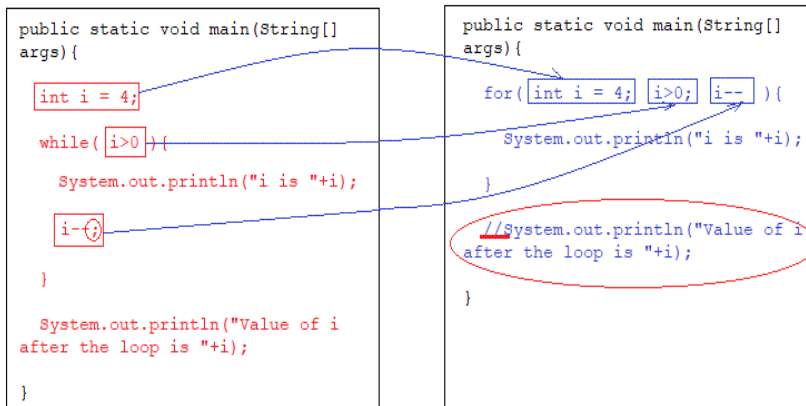 public static void main(String[]
args){
int i = 4;
while( i>0 ){
System.out.println("i is "+i);
i--;
}
System.out.println("Value of i
after the loop is "+i);
}
public static void main(String[]
args){
for( int i = 4; i>0; i-- ){
System.out.println("i is "+i);
}
//System.out.println("Value of i
after the loop is "+i);
}